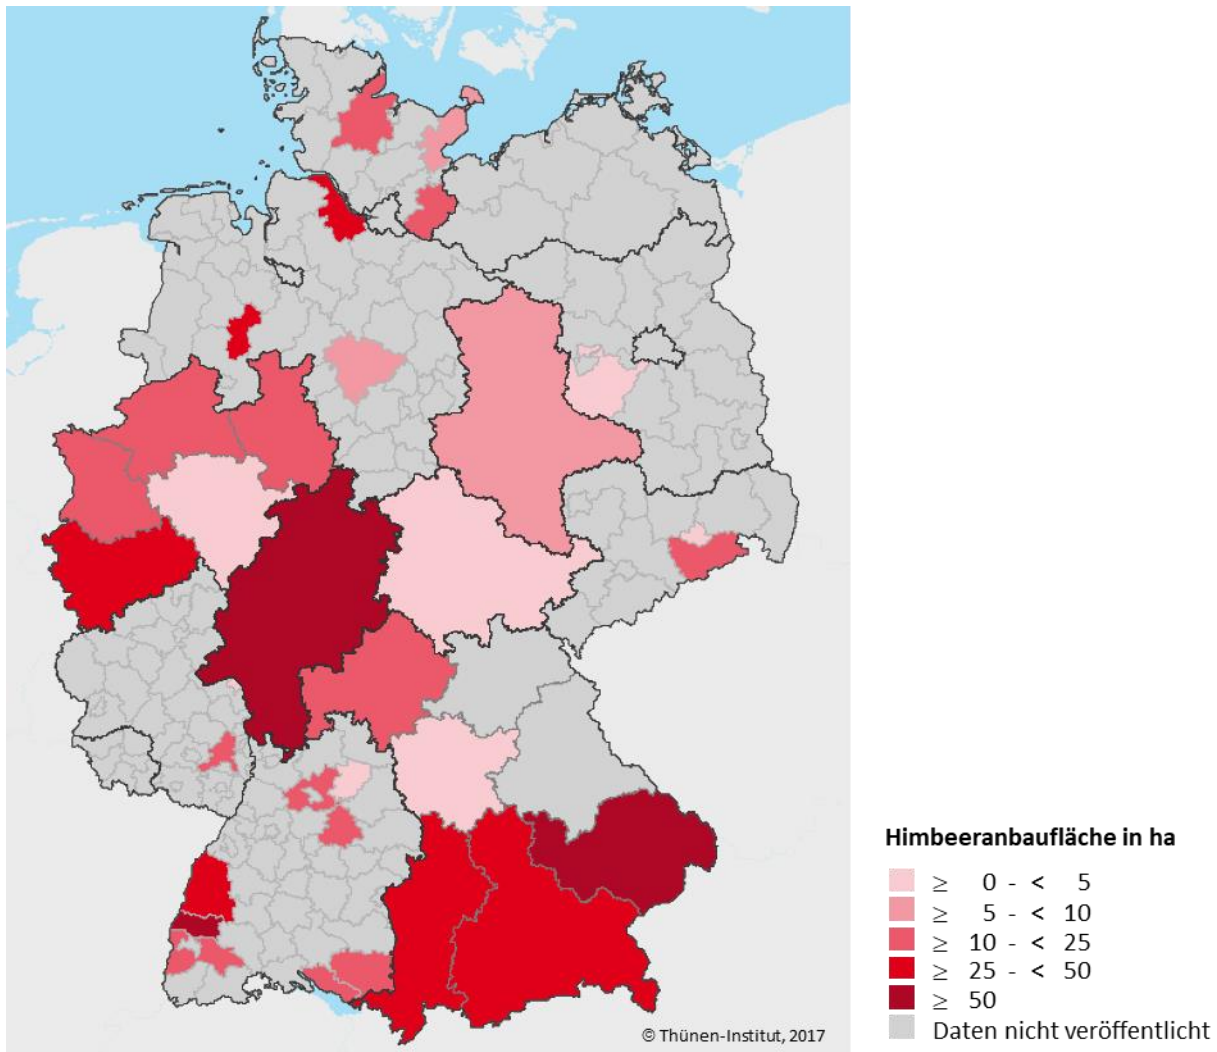 Himbeeranbaufläche in ha
≥ 0 - < 5
≥ 5 - < 10
≥ 10 - < 25
≥ 25 - < 50
≥ 50
Daten nicht veröffentlicht
© Thünen-Institut, 2017